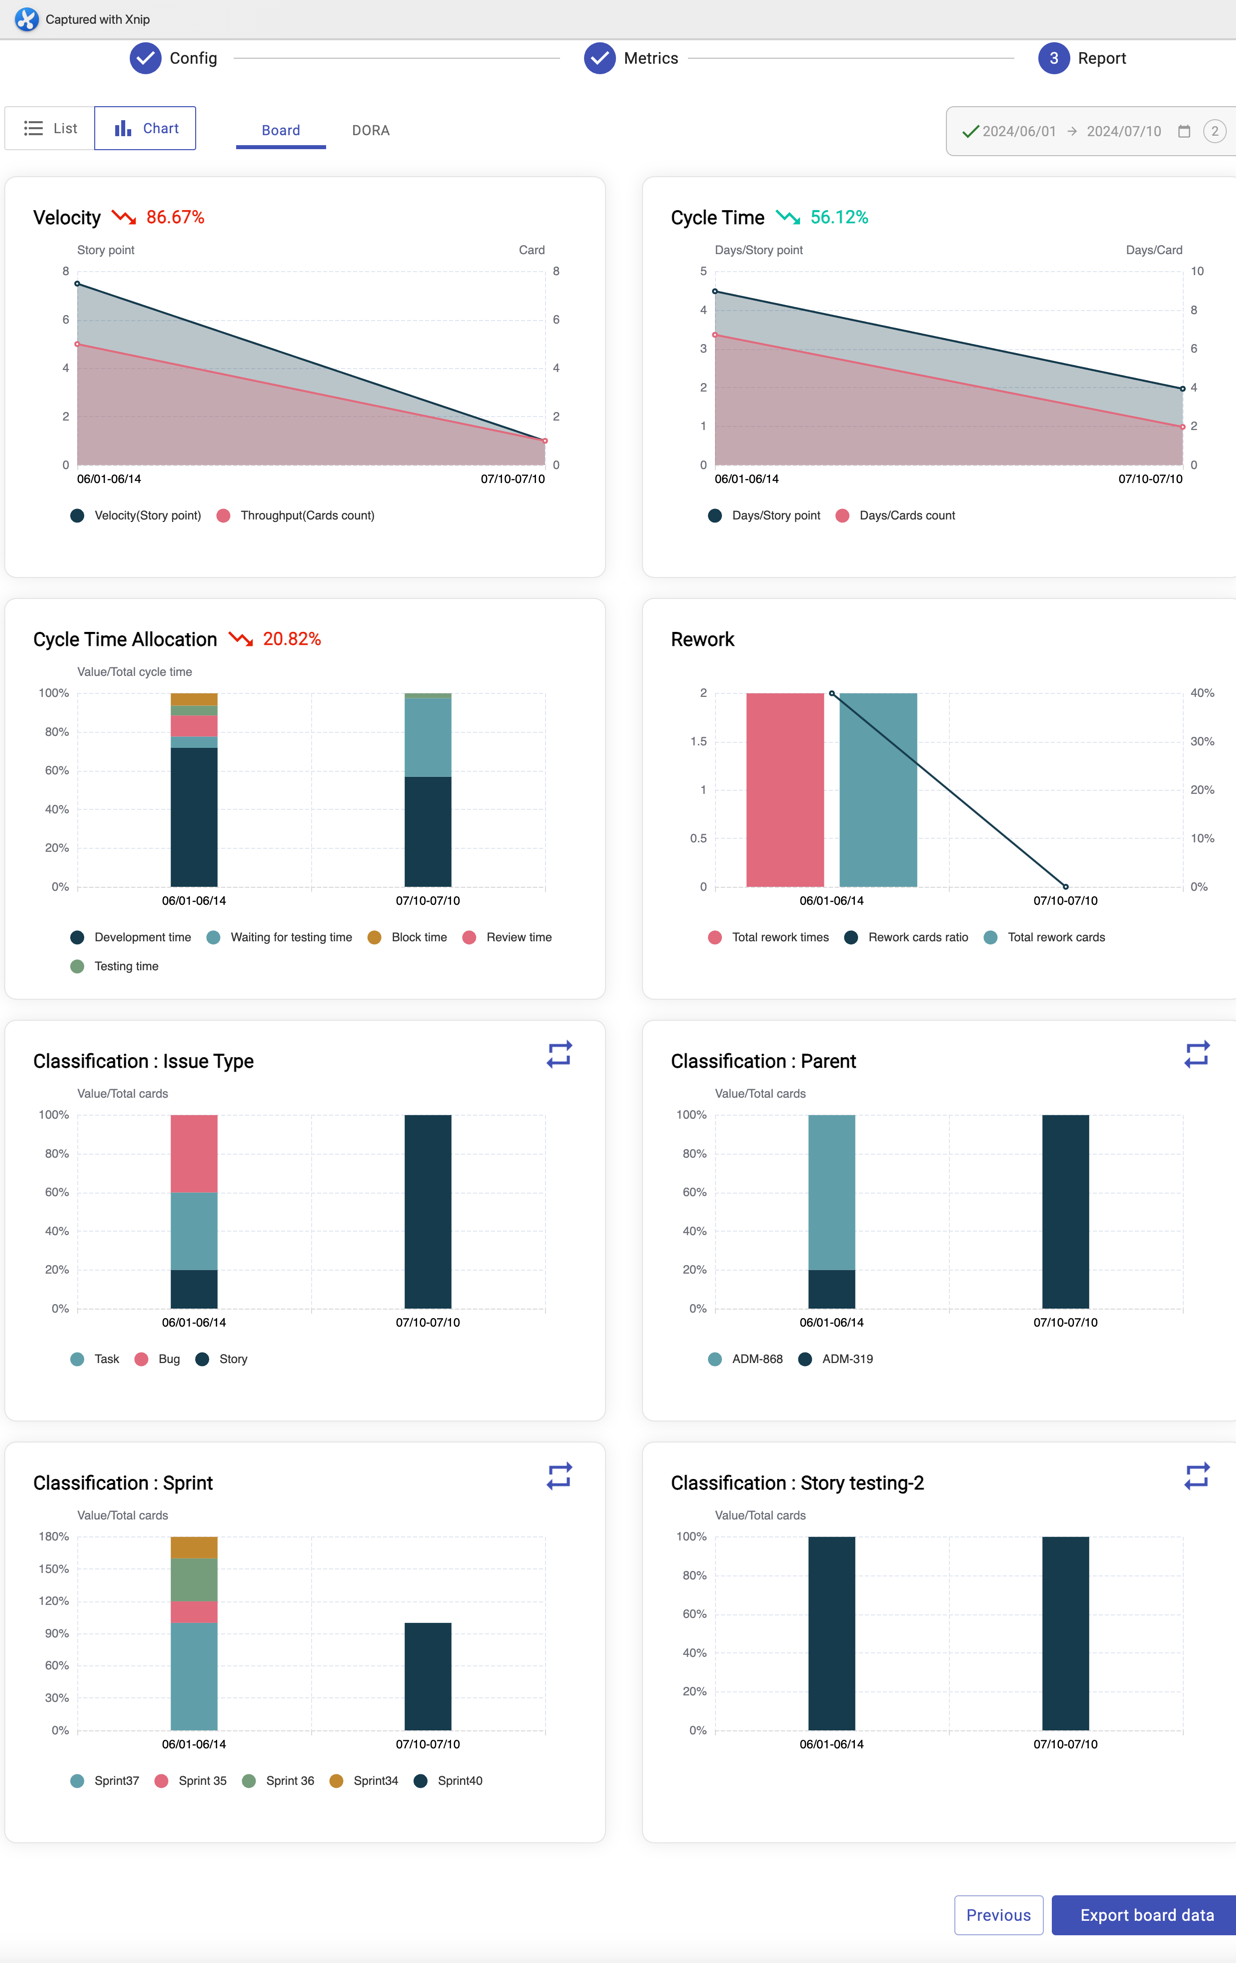 Captured with Xnip
Config
Metrics
3 Report
List
Chart
Board
DORA
2024/06/01 → 2024/07/10 2
Velocity 86.67%
Story point Card
8 8
6 6
4 4
2 2
0 0
06/01-06/14 07/10-07/10
Velocity(Story point) Throughput(Cards count)
Cycle Time 56.12%
Days/Story point Days/Card
5 10
4 8
3 6
2 4
1 2
0 0
06/01-06/14 07/10-07/10
Days/Story point Days/Cards count
Cycle Time Allocation 20.82%
Value/Total cycle time
100%
80%
60%
40%
20%
0%
06/01-06/14 07/10-07/10
Development time Waiting for testing time Block time Review time
Testing time
Rework
2 40%
1.5 30%
1 20%
0.5 10%
0 0%
06/01-06/14 07/10-07/10
Total rework times Rework cards ratio Total rework cards
Classification : Issue Type
Value/Total cards
100%
80%
60%
40%
20%
0%
06/01-06/14 07/10-07/10
Task Bug Story
Classification : Parent
Value/Total cards
100%
80%
60%
40%
20%
0%
06/01-06/14 07/10-07/10
ADM-868 ADM-319
Classification : Sprint
Value/Total cards
180%
150%
120%
90%
60%
30%
0%
06/01-06/14 07/10-07/10
Sprint37 Sprint 35 Sprint 36 Sprint34 Sprint40
Classification : Story testing-2
Value/Total cards
100%
80%
60%
40%
20%
0%
06/01-06/14 07/10-07/10
Previous
Export board data